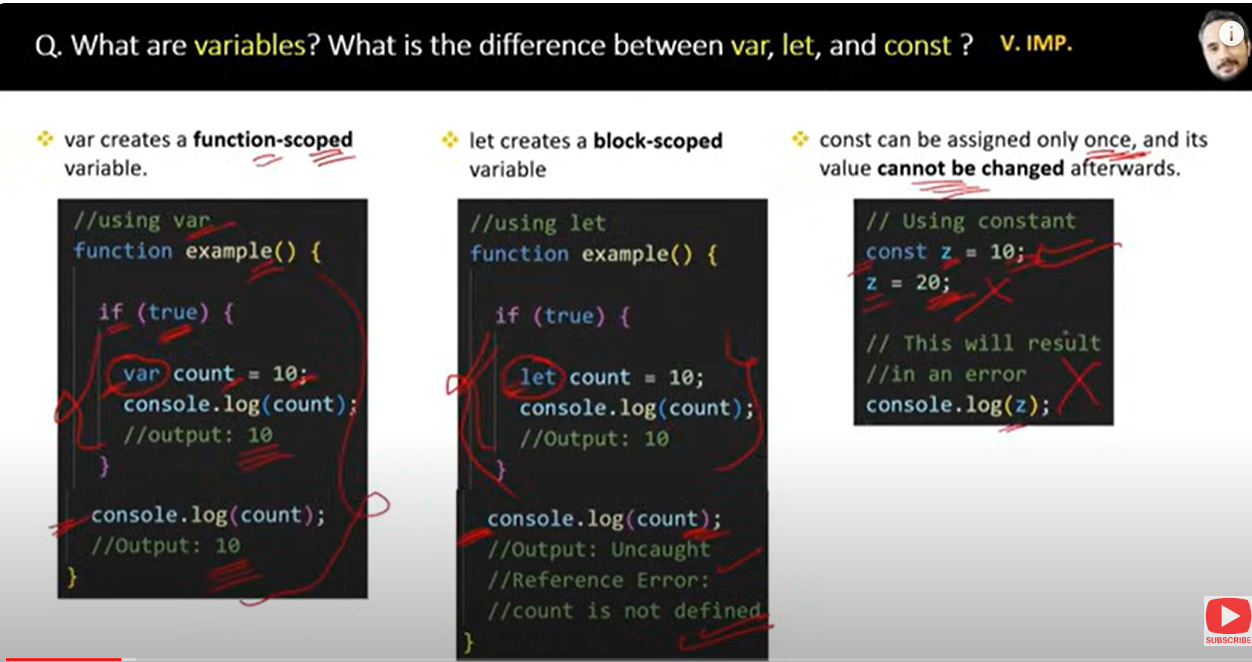 Q. What are variables? What is the difference between var, let, and const ? V. IMP.
i
❖ var creates a function-scoped
variable.
//using var
function example() {
if (true) {
var count = 10;
console.log(count);
//output: 10
}
console.log(count);
//Output: 10
}
❖ let creates a block-scoped
variable
//using let
function example() {
if (true) {
let count = 10;
console.log(count);
//Output: 10
}
console.log(count);
//Output: Uncaught
//Reference Error:
//count is not defined
}
❖ const can be assigned only once, and its
value cannot be changed afterwards.
// Using constant
const z = 10;
z = 20;
// This will result
//in an error
console.log(z);
SUBSCRIBE